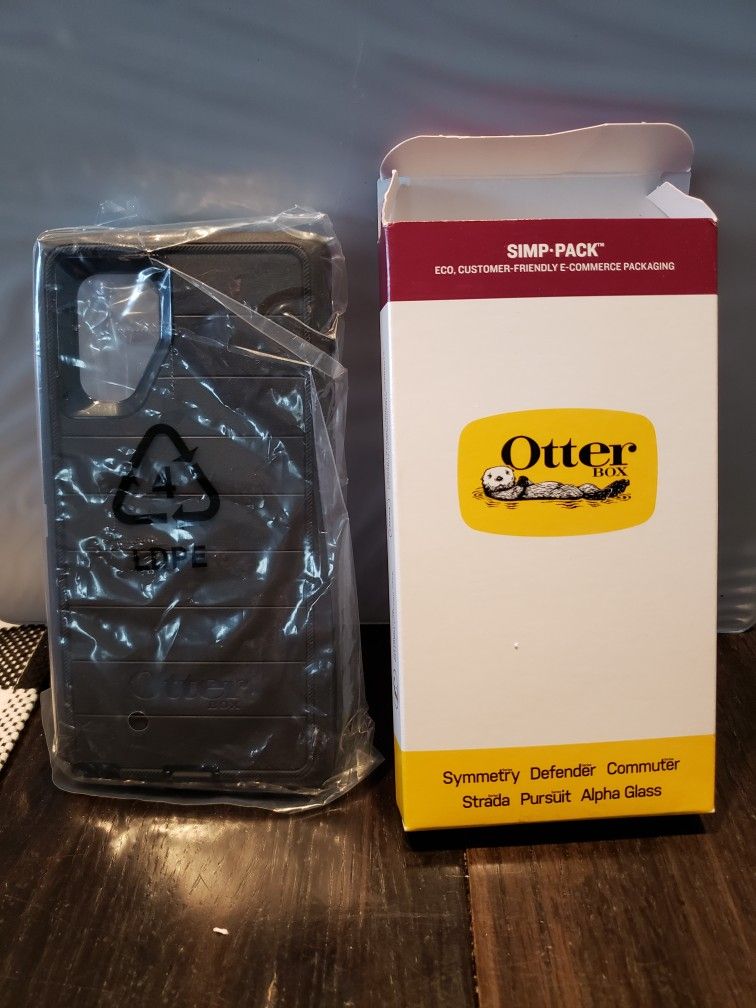 4
LDPE
Otter
BOX
SIMP·PACK™
ECO, CUSTOMER-FRIENDLY E-COMMERCE PACKAGING
Otter
BOX
Symmetry Defender Commuter
Strada Pursuit Alpha Glass